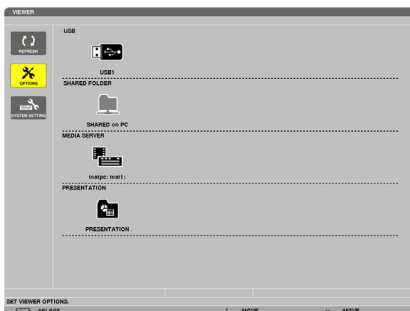 VIEWER
USB
REFRESH
USB1
OPTIONS
SHARED FOLDER
SYSTEM SETTING
SHARED on PC
MEDIA SERVER
PRESENTATION
PRESENTATION
SET VIEWER OPTIONS.
:SELECT :MOVE :MOVE